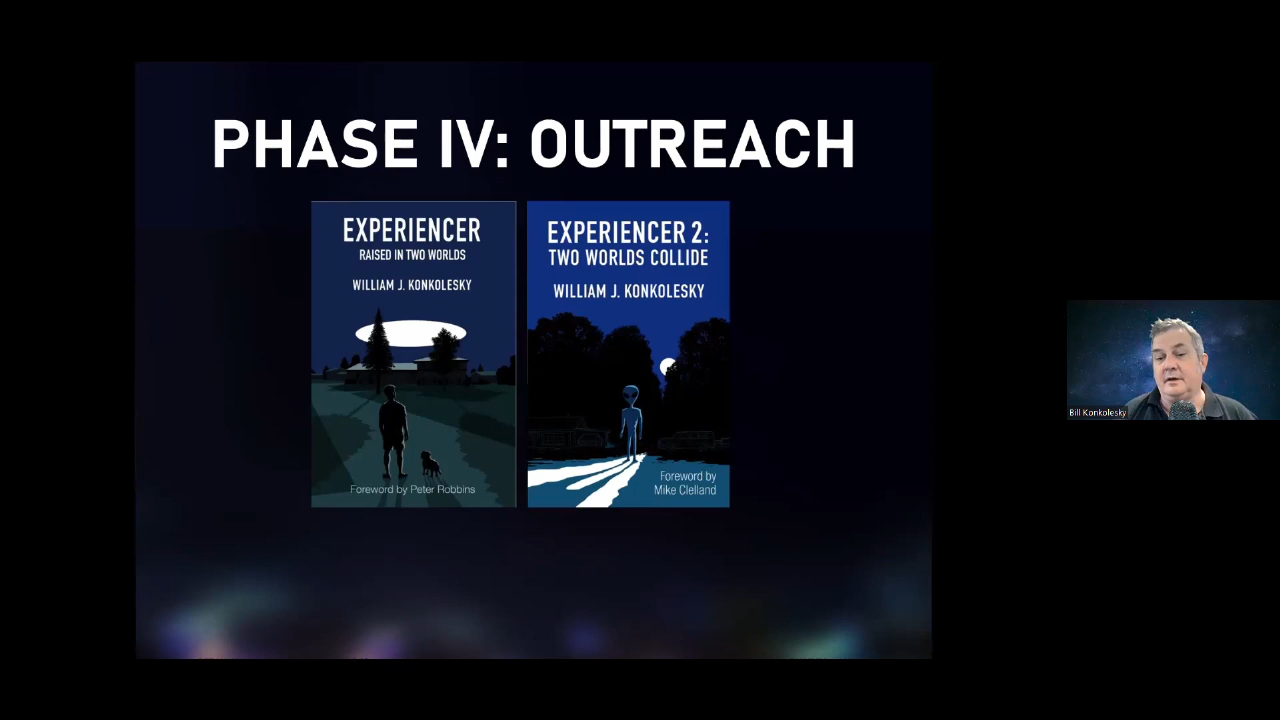 PHASE IV: OUTREACH
EXPERIENCER
RAISED IN TWO WORLDS
WILLIAM J. KONKOLESKY
Foreword by Peter Robbins
EXPERIENCER 2:
TWO WORLDS COLLIDE
WILLIAM J. KONKOLESKY
Foreword by
Mike Clelland
Bill Konkolesky